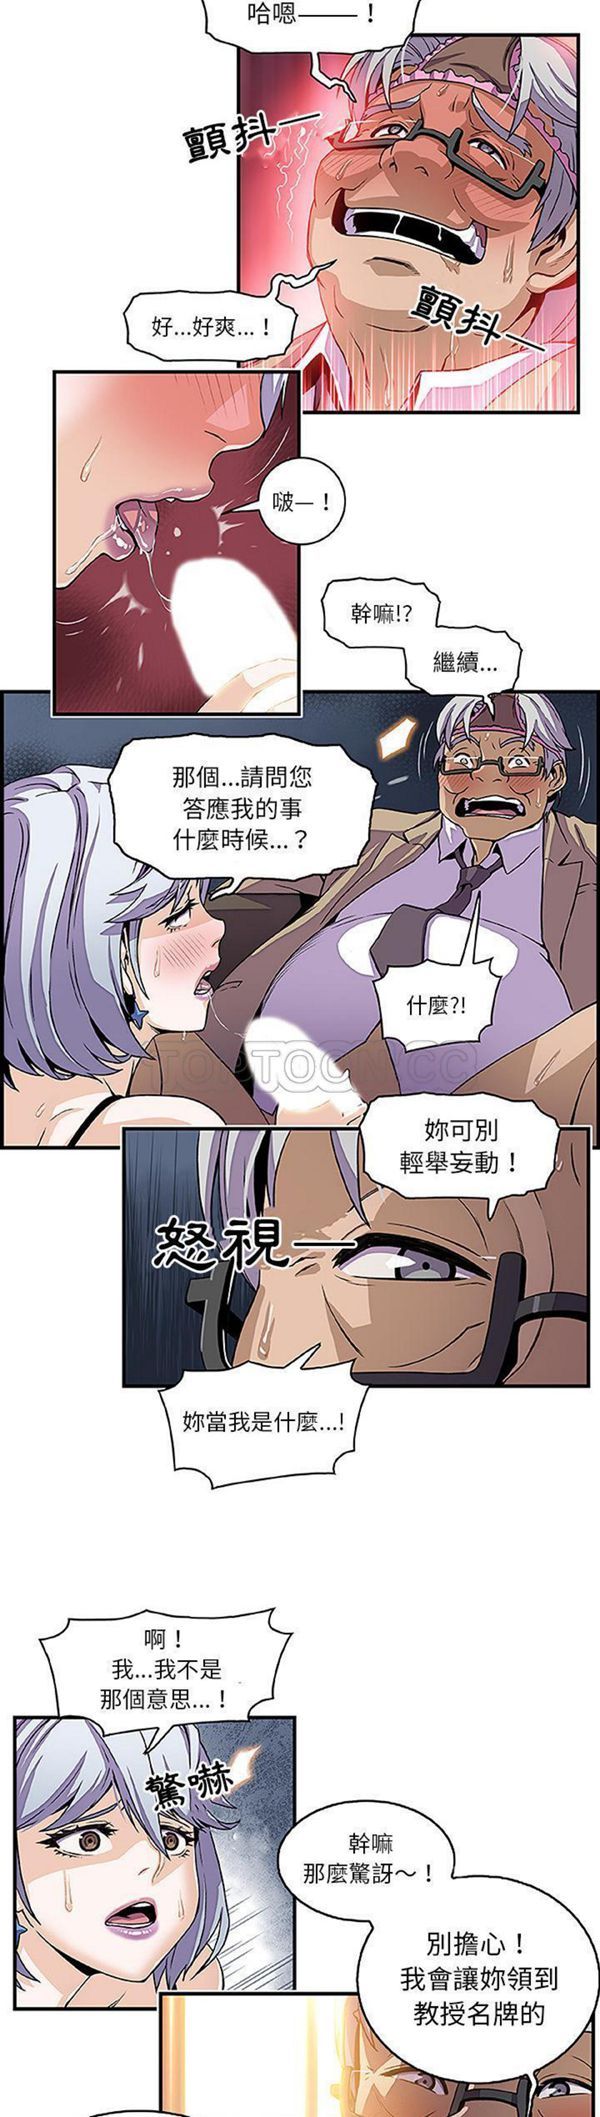 哈嗯——！
顫抖—
顫抖—
好...好爽...！
啵—！
幹嘛!?
繼續...
那個...請問您
答應我的事
什麼時候...？
什麼?!
TOPTOON.CC
妳可別
輕舉妄動！
怒視—
妳當我是什麼...!
啊！
我...我不是
那個意思...！
驚嚇
幹嘛
那麼驚訝～！
別擔心！
我會讓妳領到
教授名牌的